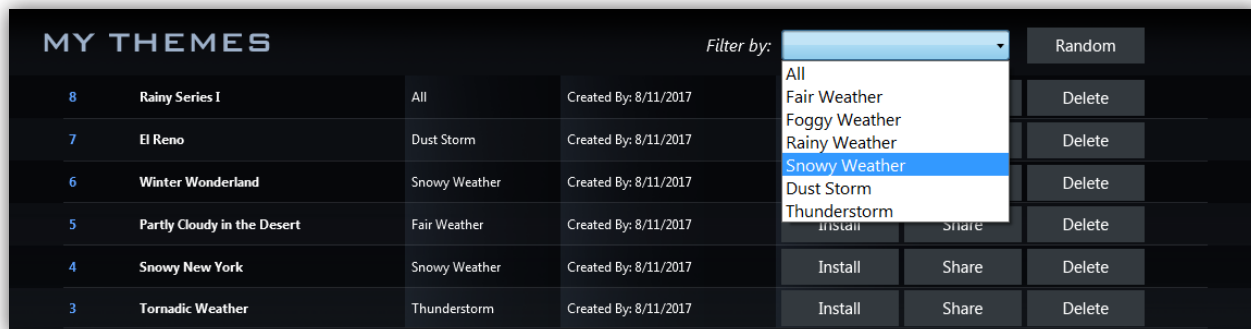 MY THEMES Filter by: Random
All
Fair Weather
Foggy Weather
Rainy Weather
Snowy Weather
Dust Storm
Thunderstorm
8 Rainy Series I All Created By: 8/11/2017 Delete
7 El Reno Dust Storm Created By: 8/11/2017 Delete
6 Winter Wonderland Snowy Weather Created By: 8/11/2017 Delete
5 Partly Cloudy in the Desert Fair Weather Created By: 8/11/2017 Install Share Delete
4 Snowy New York Snowy Weather Created By: 8/11/2017 Install Share Delete
3 Tornadic Weather Thunderstorm Created By: 8/11/2017 Install Share Delete